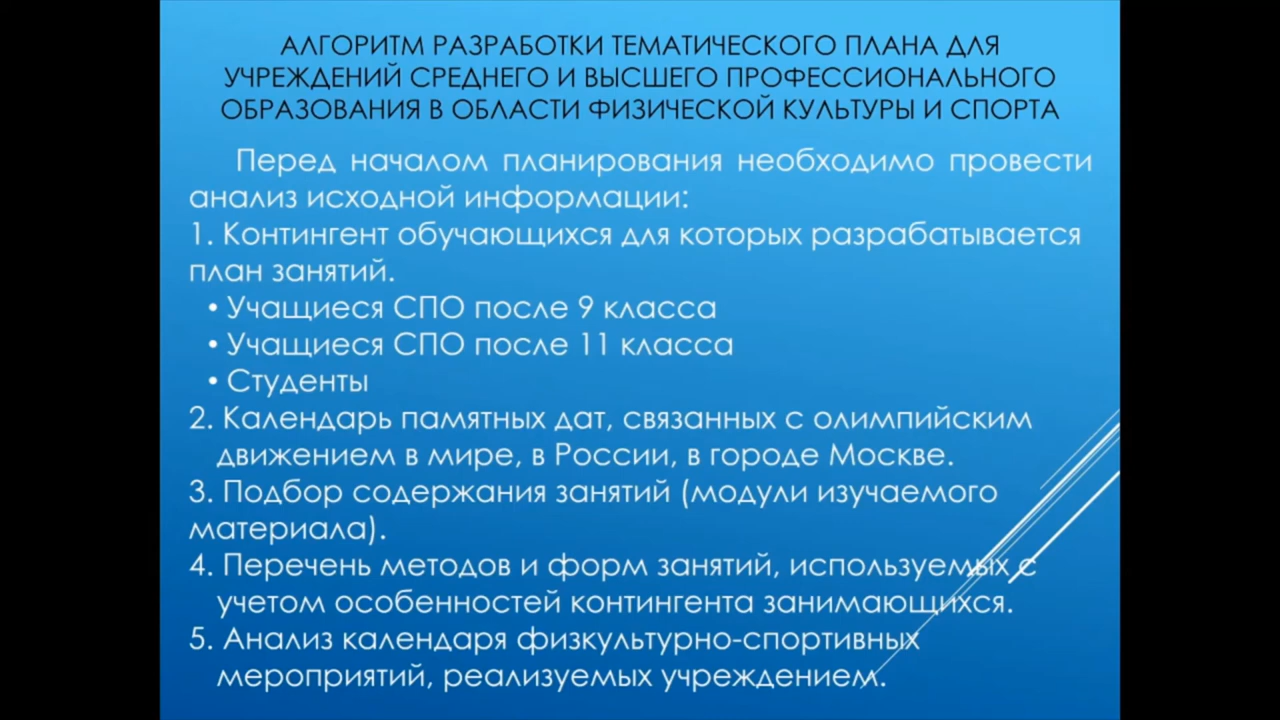 АЛГОРИТМ РАЗРАБОТКИ ТЕМАТИЧЕСКОГО ПЛАНА ДЛЯ
УЧРЕЖДЕНИЙ СРЕДНЕГО И ВЫСШЕГО ПРОФЕССИОНАЛЬНОГО
ОБРАЗОВАНИЯ В ОБЛАСТИ ФИЗИЧЕСКОЙ КУЛЬТУРЫ И СПОРТА
Перед началом планирования необходимо провести
анализ исходной информации:
1. Контингент обучающихся для которых разрабатывается
план занятий.
• Учащиеся СПО после 9 класса
• Учащиеся СПО после 11 класса
• Студенты
2. Календарь памятных дат, связанных с олимпийским
движением в мире, в России, в городе Москве.
3. Подбор содержания занятий (модули изучаемого
материала).
4. Перечень методов и форм занятий, используемых с
учетом особенностей контингента занимающихся.
5. Анализ календаря физкультурно-спортивных
мероприятий, реализуемых учреждением.